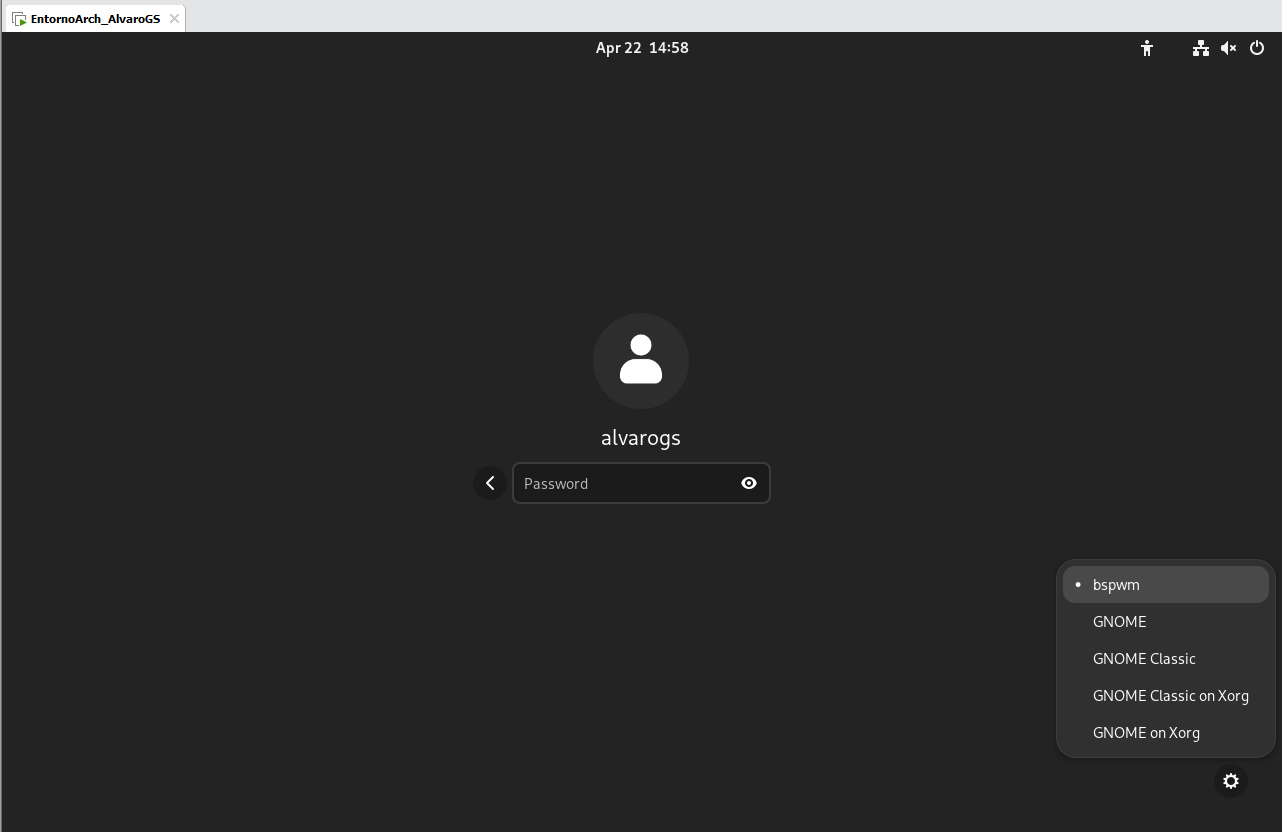 EntornoArch_AlvaroGS
Apr 22 14:58
alvarogs
Password
bspwm
GNOME
GNOME Classic
GNOME Classic on Xorg
GNOME on Xorg